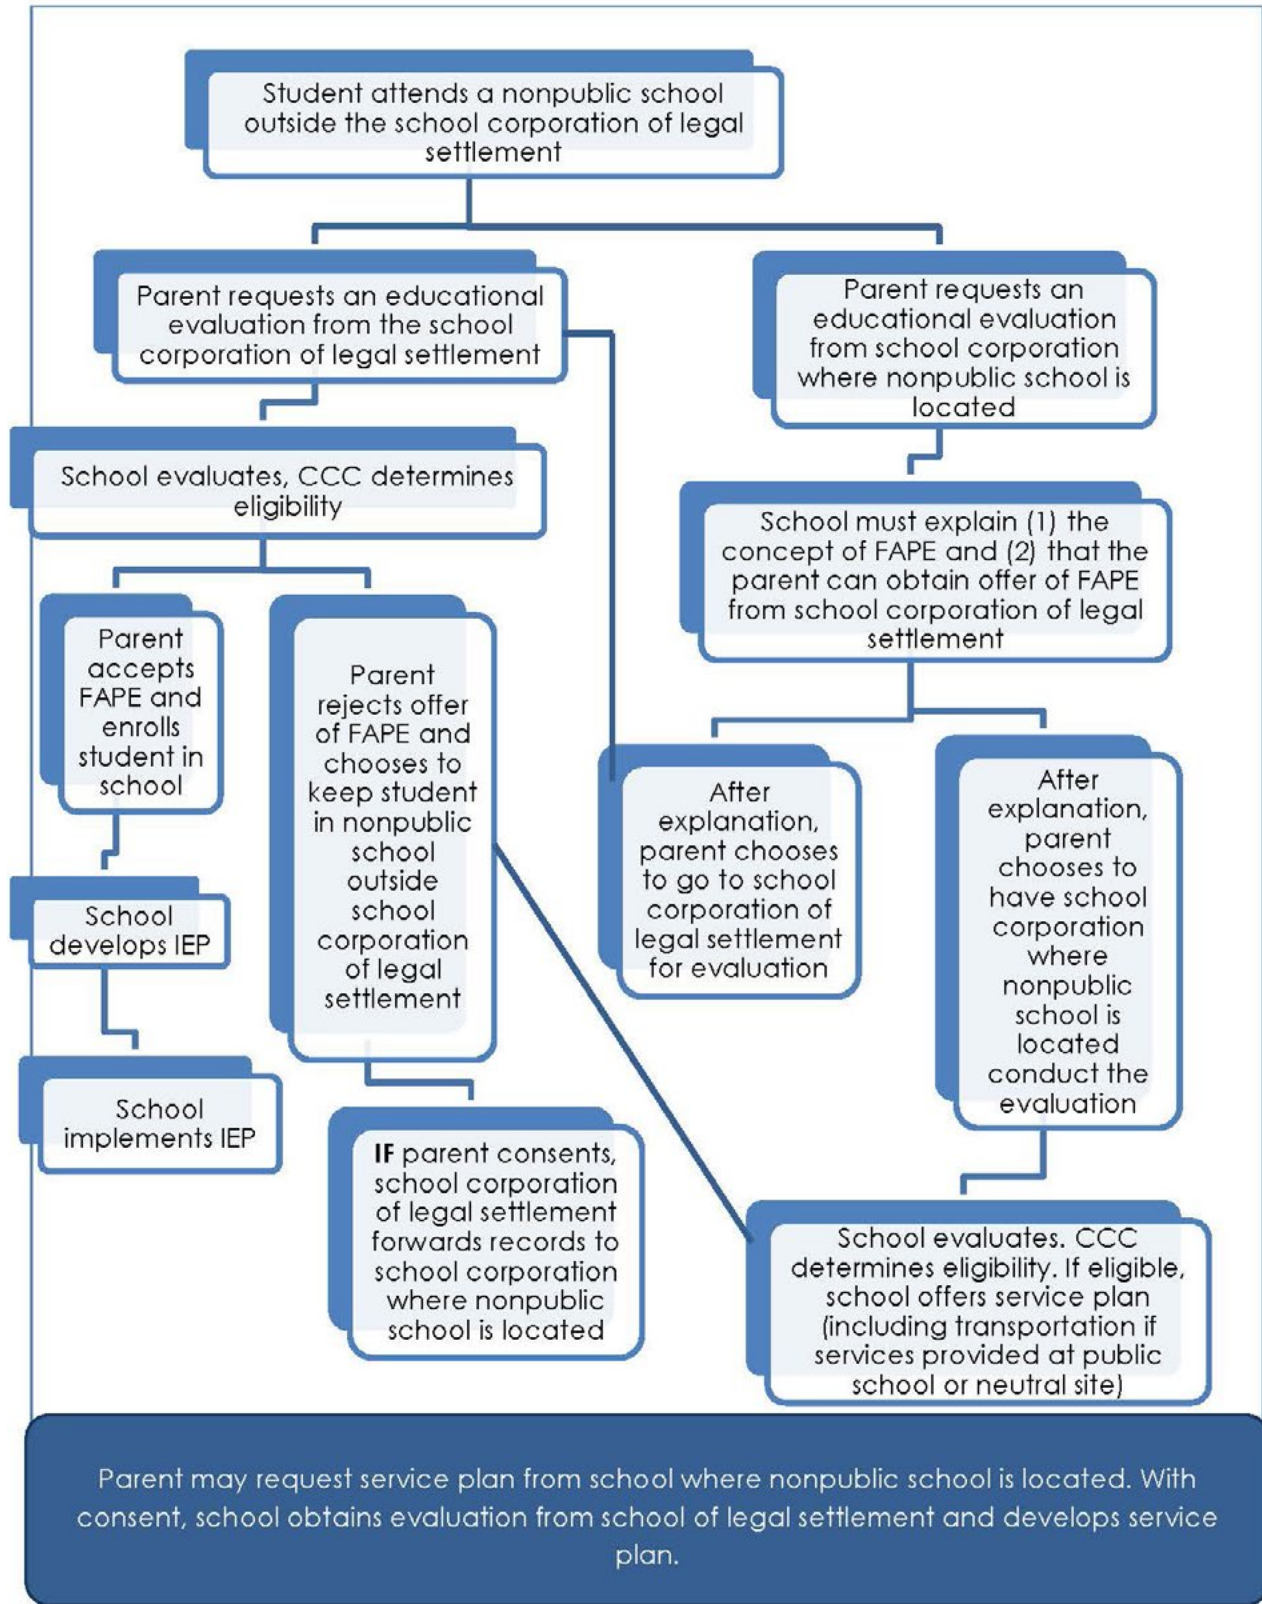 Student attends a nonpublic school
outside the school corporation of legal
settlement
Parent requests an educational
evaluation from the school
corporation of legal settlement
Parent requests an
educational evaluation
from school corporation
where nonpublic school is
located
School evaluates, CCC determines
eligibility
School must explain (1) the
concept of FAPE and (2) that the
parent can obtain offer of FAPE
from school corporation of legal
settlement
Parent
accepts
FAPE and
enrolls
student in
school
Parent
rejects offer
of FAPE and
chooses to
keep student
in nonpublic
school
outside
school
corporation
of legal
settlement
After
explanation,
parent chooses
to go to school
corporation of
legal settlement
for evaluation
After
explanation,
parent
chooses to
have school
corporation
where
nonpublic
school is
located
conduct the
evaluation
School
develops IEP
School
implements IEP
IF parent consents,
school corporation
of legal settlement
forwards records to
school corporation
where nonpublic
school is located
School evaluates. CCC
determines eligibility. If eligible,
school offers service plan
(including transportation if
services provided at public
school or neutral site)
Parent may request service plan from school where nonpublic school is located. With
consent, school obtains evaluation from school of legal settlement and develops service
plan.